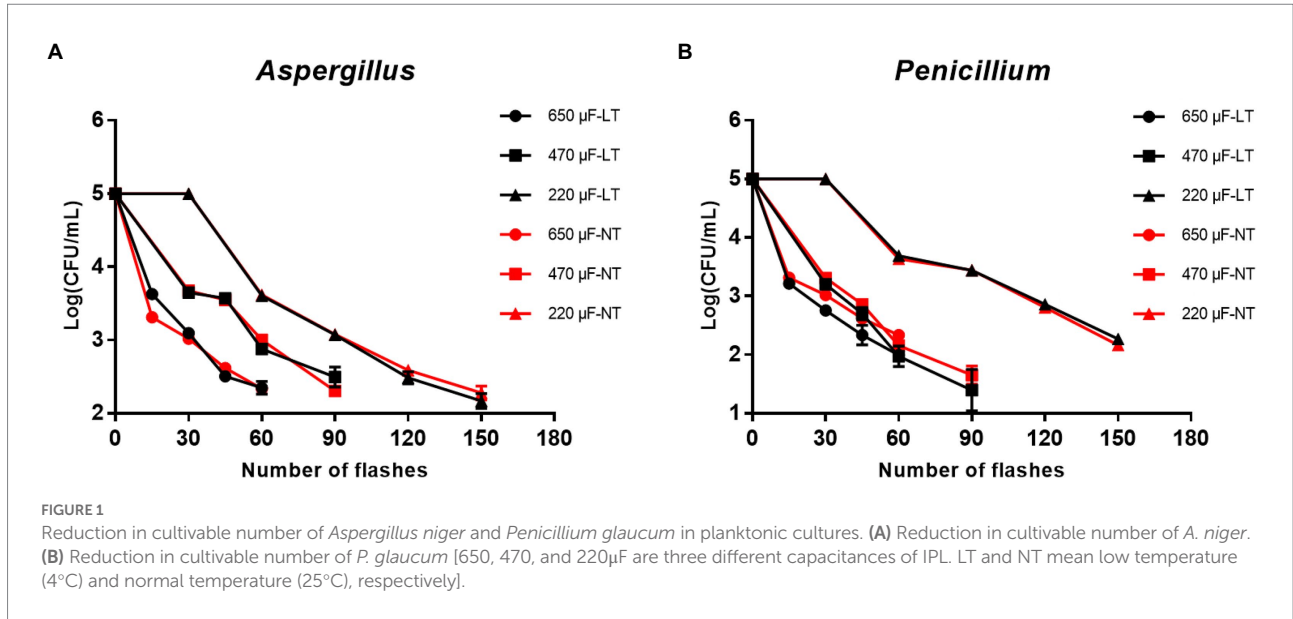 A
Aspergillus
Log(CFU/mL)
6
5
4
3
2
0 30 60 90 120 150 180
Number of flashes
650 μF-LT
470 μF-LT
220 μF-LT
650 μF-NT
470 μF-NT
220 μF-NT
B
Penicillium
Log(CFU/mL)
6
5
4
3
2
1
0 30 60 90 120 150 180
Number of flashes
650 μF-LT
470 μF-LT
220 μF-LT
650 μF-NT
470 μF-NT
220 μF-NT
FIGURE 1
Reduction in cultivable number of Aspergillus niger and Penicillium glaucum in planktonic cultures. (A) Reduction in cultivable number of A. niger.
(B) Reduction in cultivable number of P. glaucum [650, 470, and 220μF are three different capacitances of IPL. LT and NT mean low temperature
(4°C) and normal temperature (25°C), respectively].